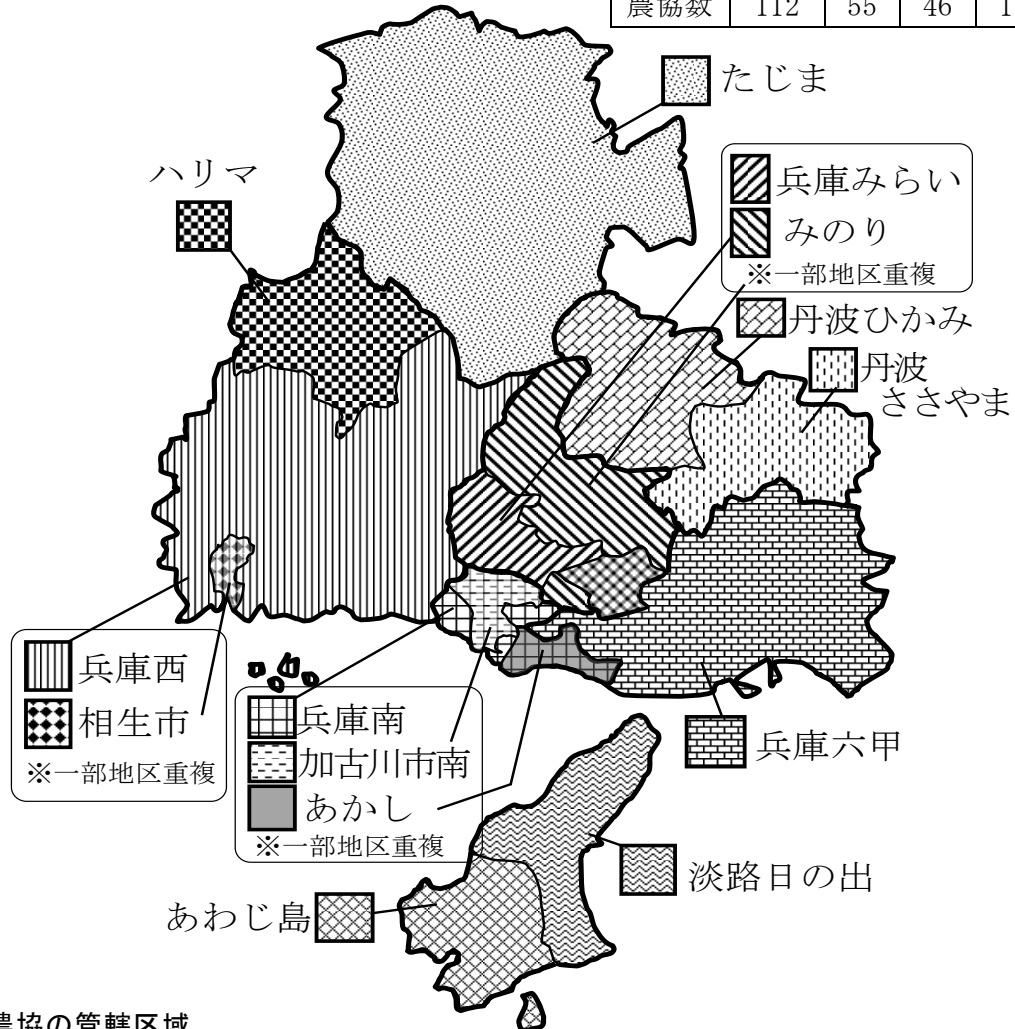 農協数 112 55 46 1
たじま
ハリマ
兵庫みらい
みのり
※一部地区重複
丹波ひかみ
丹波
ささやま
兵庫西
相生市
※一部地区重複
兵庫南
加古川市南
あかし
※一部地区重複
兵庫六甲
淡路日の出
あわじ島
農協の管轄区域